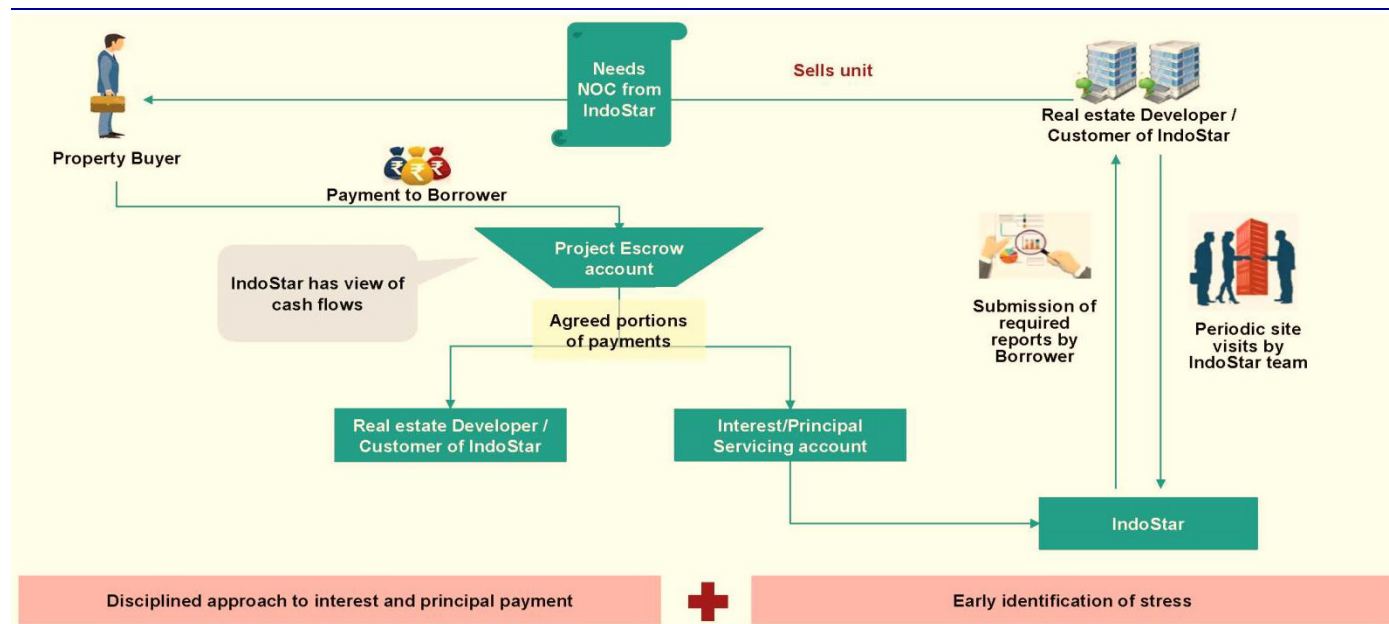 Needs
NOC from
IndoStar
Sells unit
Real estate Developer /
Customer of IndoStar
Property Buyer
Payment to Borrower
Project Escrow
account
IndoStar has view of
cash flows
Agreed portions
of payments
Submission of
required
reports by
Borrower
Periodic site
visits by
IndoStar team
Real estate Developer /
Customer of IndoStar
Interest/Principal
Servicing account
IndoStar
Disciplined approach to interest and principal payment
Early identification of stress